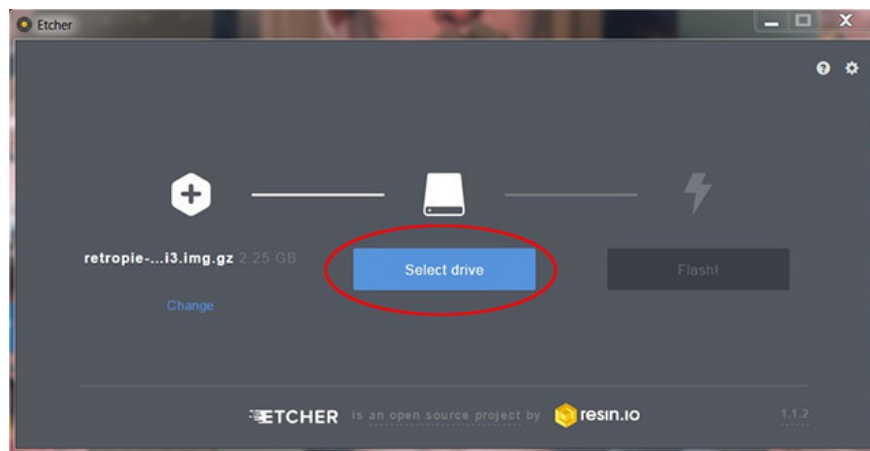 Etcher
retropie-...i3.img.gz 2.25 GB
Change
Select drive
Flash!
ETCHER is an open source project by resin.io
1.1.2